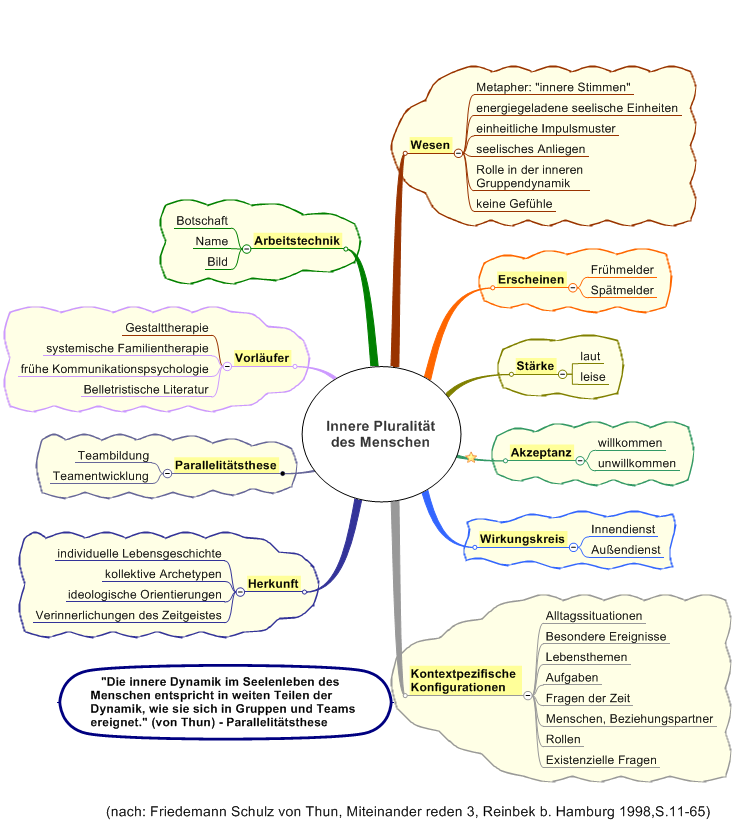 Innere Pluralität
des Menschen
Wesen
Metapher: "innere Stimmen"
energiegeladene seelische Einheiten
einheitliche Impulsmuster
seelisches Anliegen
Rolle in der inneren
Gruppendynamik
keine Gefühle
Erscheinen
Frühmelder
Spätmelder
Stärke
laut
leise
Akzeptanz
willkommen
unwillkommen
Wirkungskreis
Innendienst
Außendienst
Kontextpezifische
Konfigurationen
Alltagssituationen
Besondere Ereignisse
Lebensthemen
Aufgaben
Fragen der Zeit
Menschen, Beziehungspartner
Rollen
Existenzielle Fragen
Arbeitstechnik
Botschaft
Name
Bild
Vorläufer
Gestalttherapie
systemische Familientherapie
frühe Kommunikationspsychologie
Belletristische Literatur
Parallelitätsthese
Teambildung
Teamentwicklung
Herkunft
individuelle Lebensgeschichte
kollektive Archetypen
ideologische Orientierungen
Verinnerlichungen des Zeitgeistes
"Die innere Dynamik im Seelenleben des
Menschen entspricht in weiten Teilen der
Dynamik, wie sie sich in Gruppen und Teams
ereignet." (von Thun) - Parallelitätsthese
(nach: Friedemann Schulz von Thun, Miteinander reden 3, Reinbek b. Hamburg 1998,S.11-65)